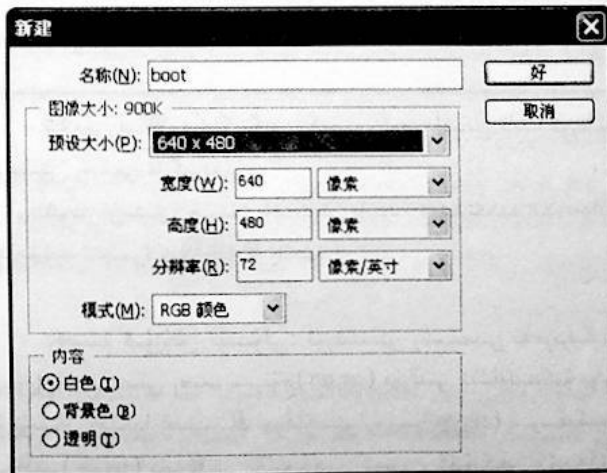 新建
名称(N): boot
好
图像大小: 900K
取消
预设大小(P): 640 x 480
宽度(W): 640 像素
高度(H): 480 像素
分辨率(R): 72 像素/英寸
模式(M): RGB 颜色
内容
白色(I)
背景色(B)
透明(T)